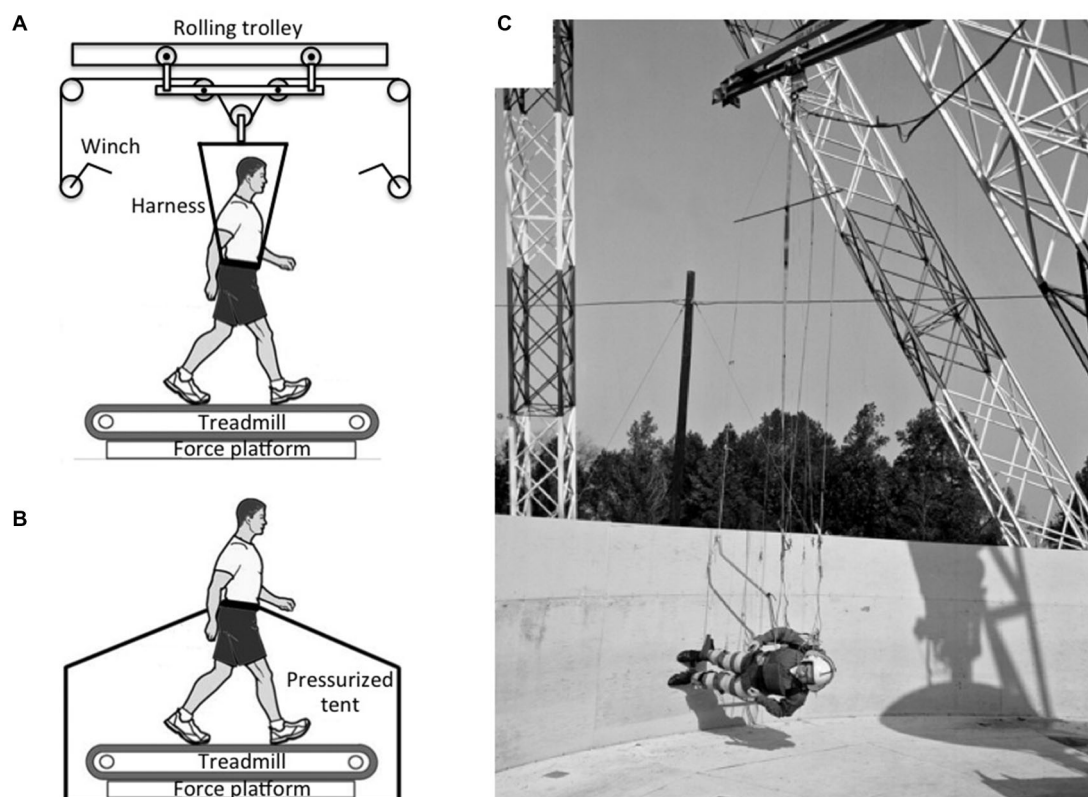 A
Rolling trolley
Winch
Harness
Treadmill
Force platform
B
Pressurized
tent
Treadmill
Force platform
C